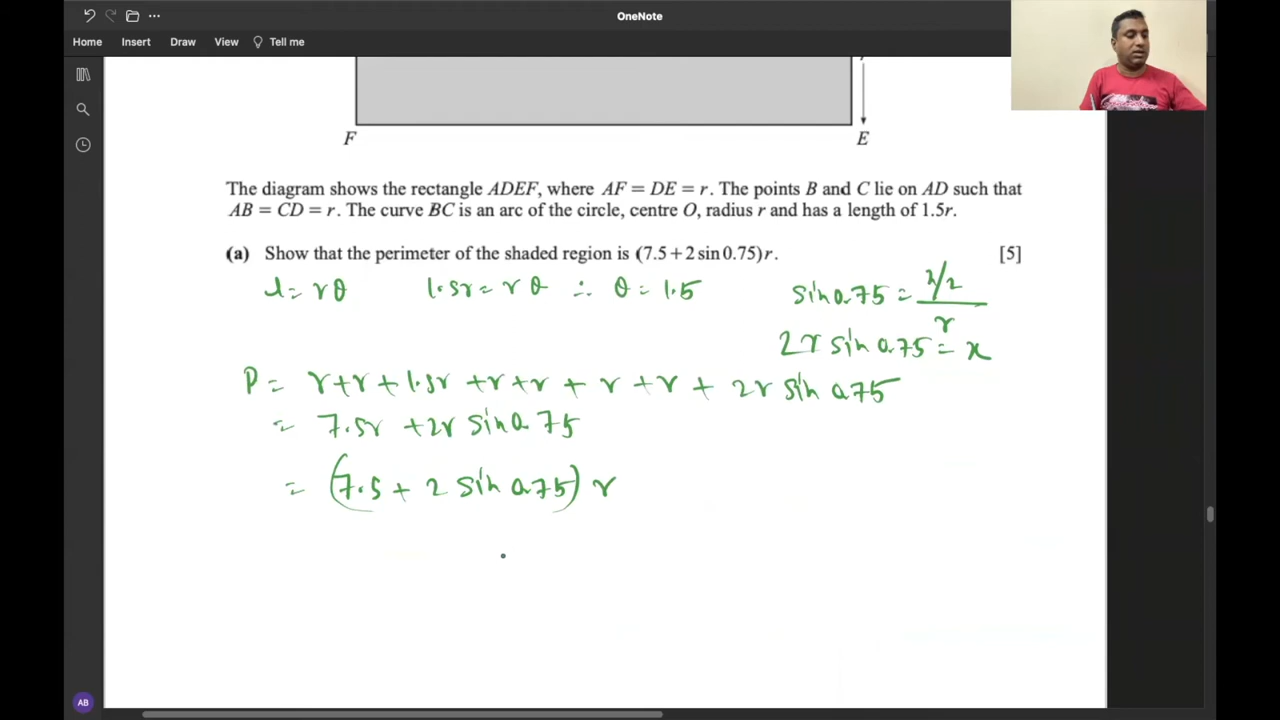 OneNote
Home Insert Draw View Tell me
F E
The diagram shows the rectangle ADEF, where AF = DE = r. The points B and C lie on AD such that
AB = CD = r. The curve BC is an arc of the circle, centre O, radius r and has a length of 1.5r.
(a) Show that the perimeter of the shaded region is (7.5 + 2 sin 0.75)r. [5]
l = rθ 1.5r = rθ ∴ θ = 1.5 sin 0.75 = (x/2)/r
2r sin 0.75 = x
P = r+r+1.5r+r+r+r+r+2r sin 0.75
= 7.5r + 2r sin 0.75
= (7.5 + 2 sin 0.75) r
AB